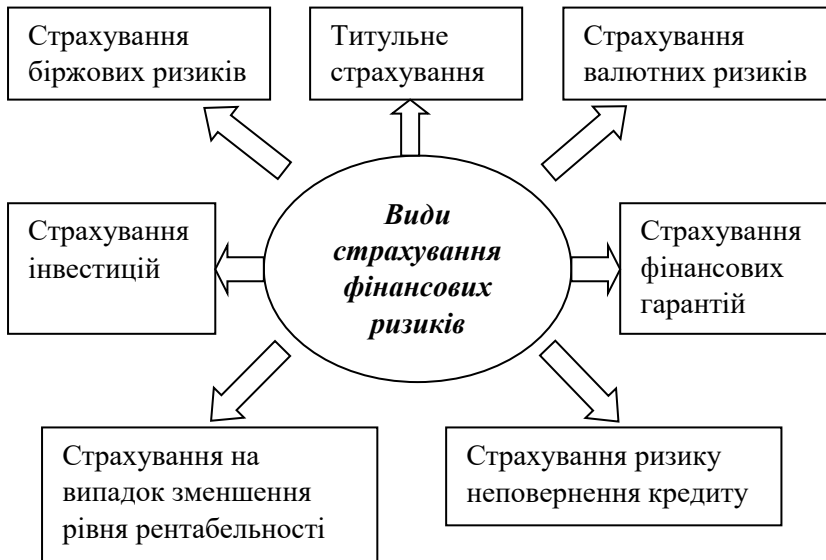 Страхування
біржових ризиків
Титульне
страхування
Страхування
валютних ризиків
Страхування
інвестицій
Види
страхування
фінансових
ризиків
Страхування
фінансових
гарантій
Страхування на
випадок зменшення
рівня рентабельності
Страхування ризику
неповернення кредиту